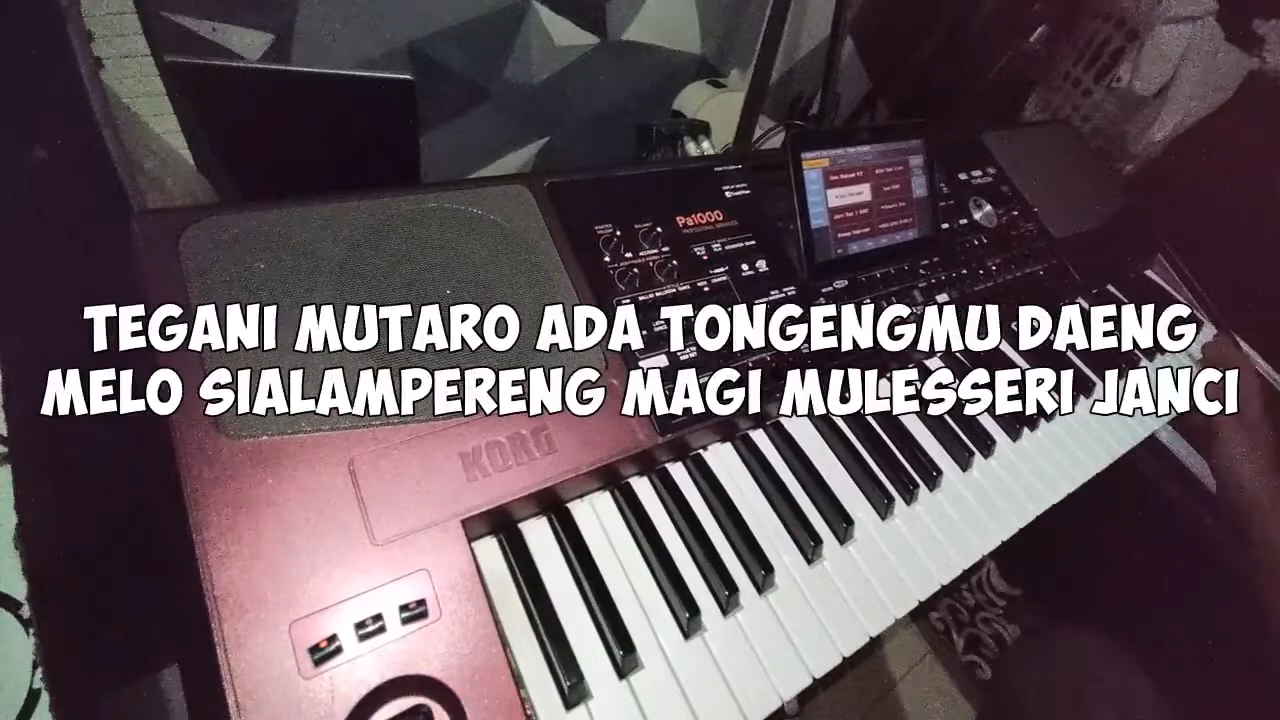 Pa1000
TEGANI MUTARO ADA TONGENGMU DAENG
MELO SIALAMPERENG MAGI MULESSERI JANCI
KORG